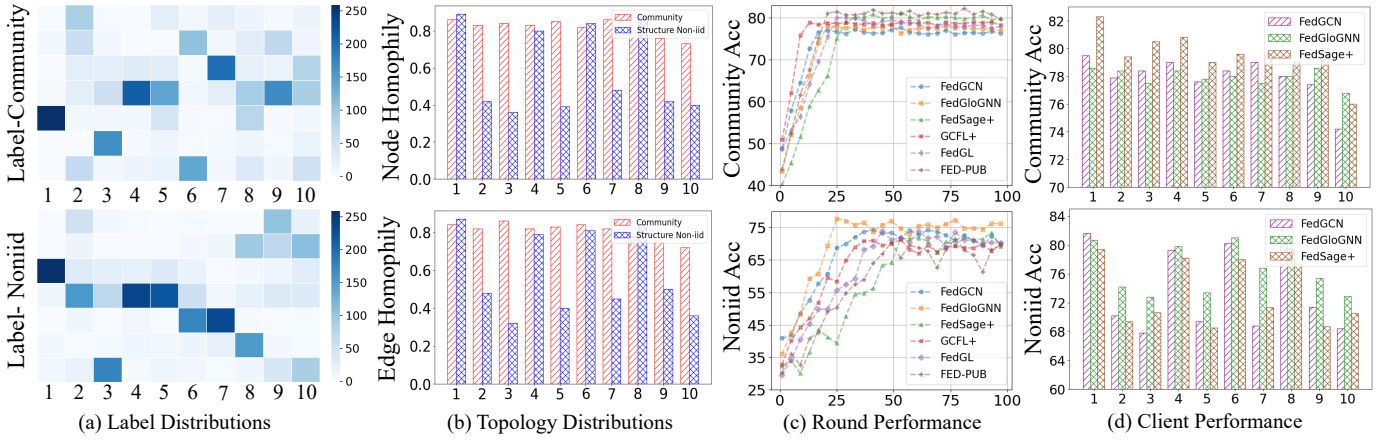 Label-Community
1 2 3 4 5 6 7 8 9 10
250
200
150
100
50
0
Label- Noniid
1 2 3 4 5 6 7 8 9 10
250
200
150
100
50
0
(a) Label Distributions
Node Homophily
0.8
0.6
0.4
0.2
0.0
Community
Structure Non-iid
1 2 3 4 5 6 7 8 9 10
Edge Homophily
0.8
0.6
0.4
0.2
0.0
Community
Structure Non-iid
1 2 3 4 5 6 7 8 9 10
(b) Topology Distributions
Community Acc
80
70
60
50
40
FedGCN
FedGloGNN
FedSage+
GCFL+
FedGL
FED-PUB
0 25 50 75 100
Noniid Acc
75
65
55
45
35
25
FedGCN
FedGloGNN
FedSage+
GCFL+
FedGL
FED-PUB
0 25 50 75 100
(c) Round Performance
Community Acc
82
80
78
76
74
72
70
FedGCN
FedGloGNN
FedSage+
1 2 3 4 5 6 7 8 9 10
Noniid Acc
84
80
76
72
68
64
60
FedGCN
FedGloGNN
FedSage+
1 2 3 4 5 6 7 8 9 10
(d) Client Performance